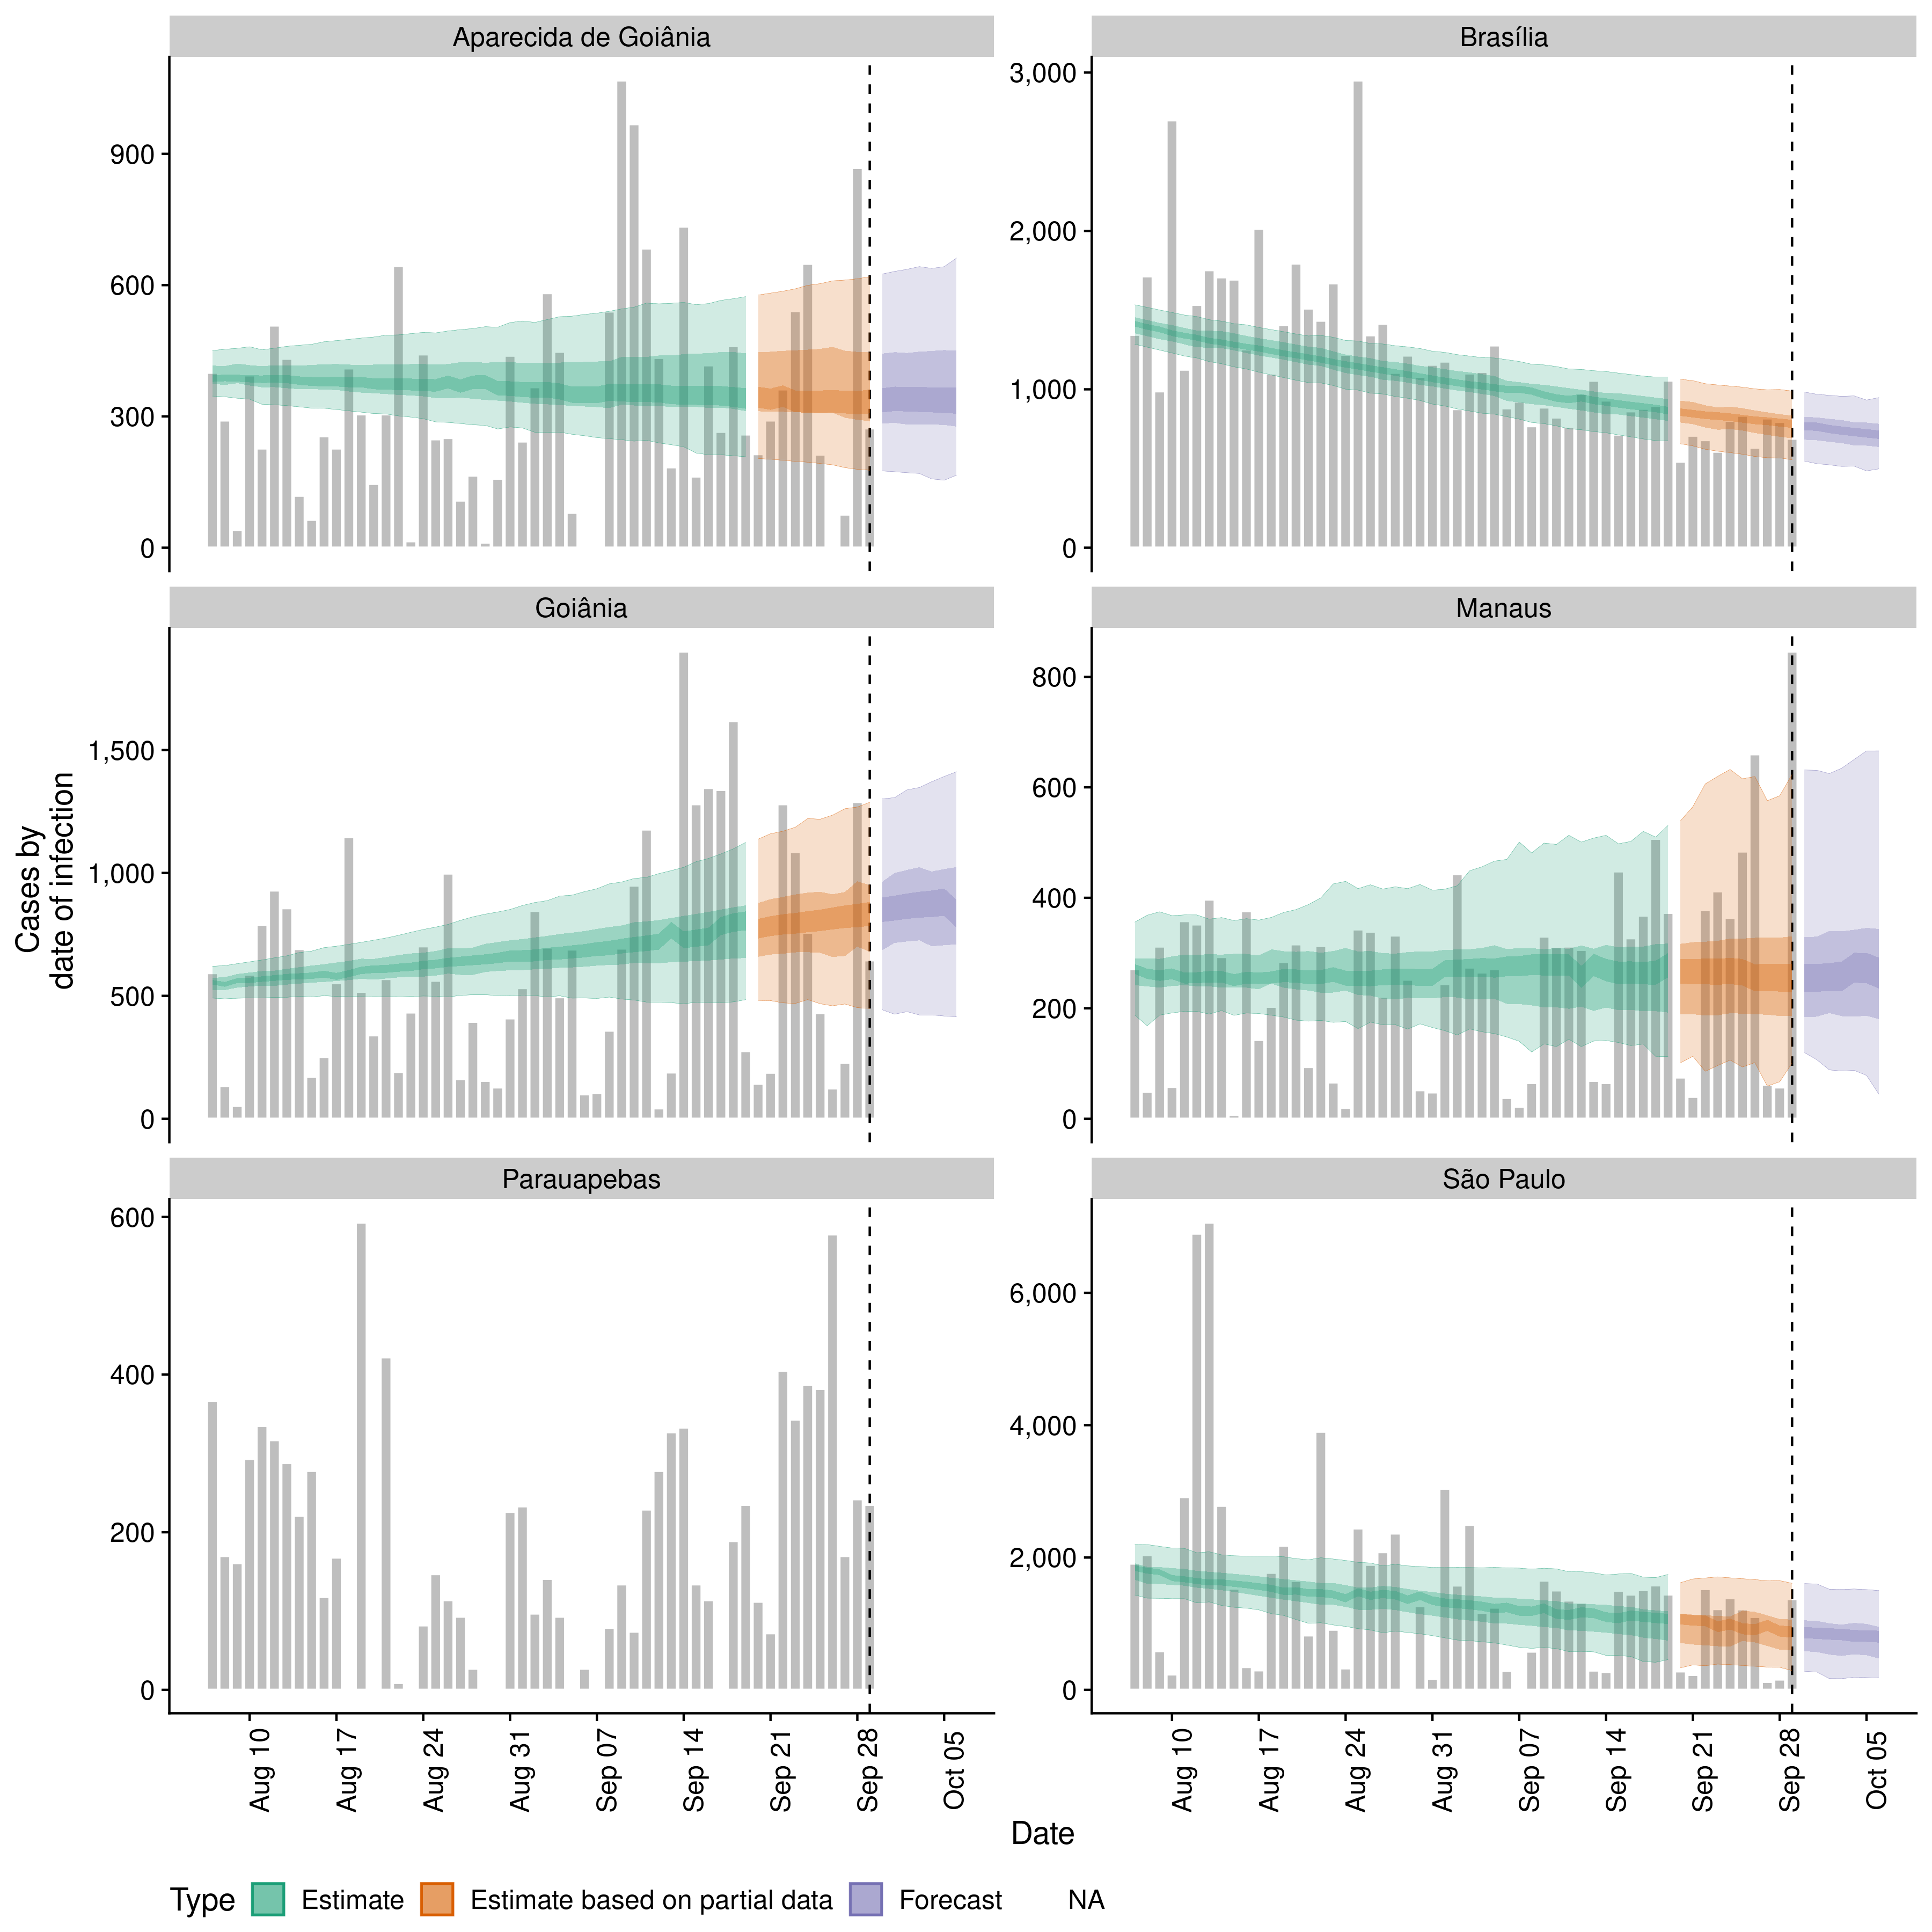 Aparecida de Goiânia
Brasília
900
600
300
0
3,000
2,000
1,000
0
Goiânia
Manaus
1,500
1,000
500
0
800
600
400
200
0
Cases by
date of infection
Parauapebas
São Paulo
600
400
200
0
6,000
4,000
2,000
0
Aug 10
Aug 17
Aug 24
Aug 31
Sep 07
Sep 14
Sep 21
Sep 28
Oct 05
Aug 10
Aug 17
Aug 24
Aug 31
Sep 07
Sep 14
Sep 21
Sep 28
Oct 05
Date
Type Estimate Estimate based on partial data Forecast NA